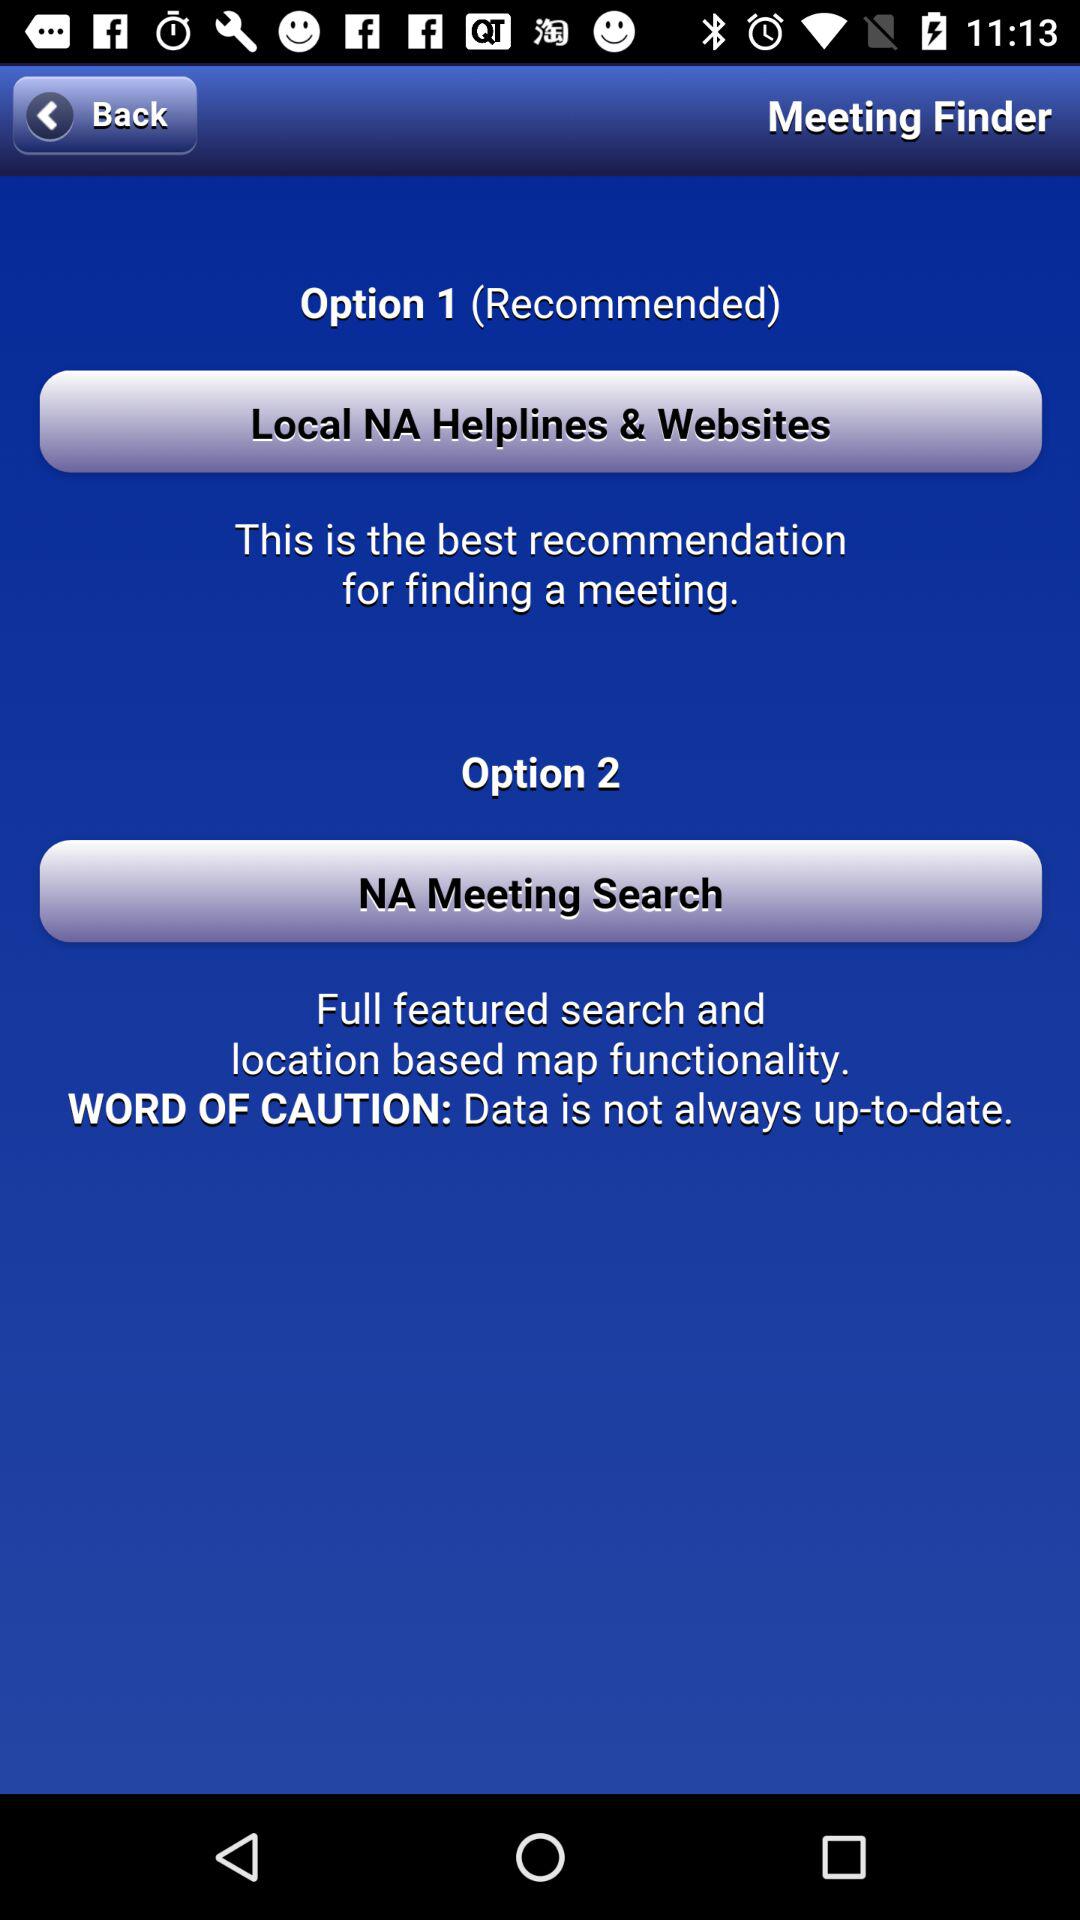 QT 淘 11:13
Back Meeting Finder
Option 1 (Recommended)
Local NA Helplines & Websites
This is the best recommendation
for finding a meeting.
Option 2
NA Meeting Search
Full featured search and
location based map functionality.
WORD OF CAUTION: Data is not always up-to-date.